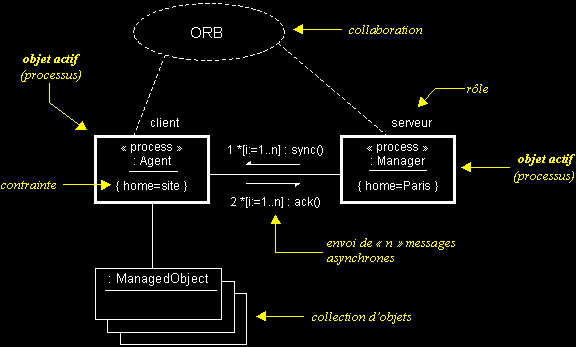 ORB
collaboration
objet actif
(processus)
rôle
client
serveur
« process »
: Agent
{ home=site }
1 *[i:=1..n] : sync()
2 *[i:=1..n] : ack()
« process »
: Manager
{ home=Paris }
objet actif
(processus)
contrainte
envoi de « n » messages
asynchrones
: ManagedObject
collection d'objets